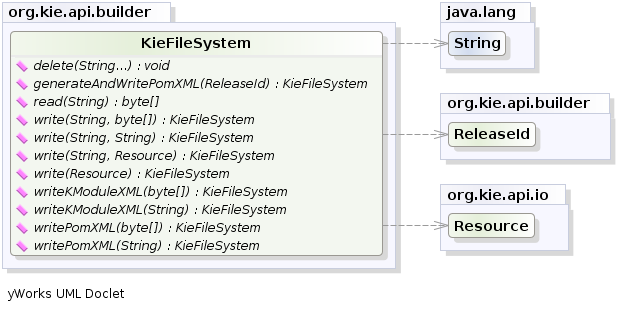 org.kie.api.builder
KieFileSystem
delete(String...) : void
generateAndWritePomXML(ReleaseId) : KieFileSystem
read(String) : byte[]
write(String, byte[]) : KieFileSystem
write(String, String) : KieFileSystem
write(String, Resource) : KieFileSystem
write(Resource) : KieFileSystem
writeKModuleXML(byte[]) : KieFileSystem
writeKModuleXML(String) : KieFileSystem
writePomXML(byte[]) : KieFileSystem
writePomXML(String) : KieFileSystem
java.lang
String
org.kie.api.builder
ReleaseId
org.kie.api.io
Resource
yWorks UML Doclet